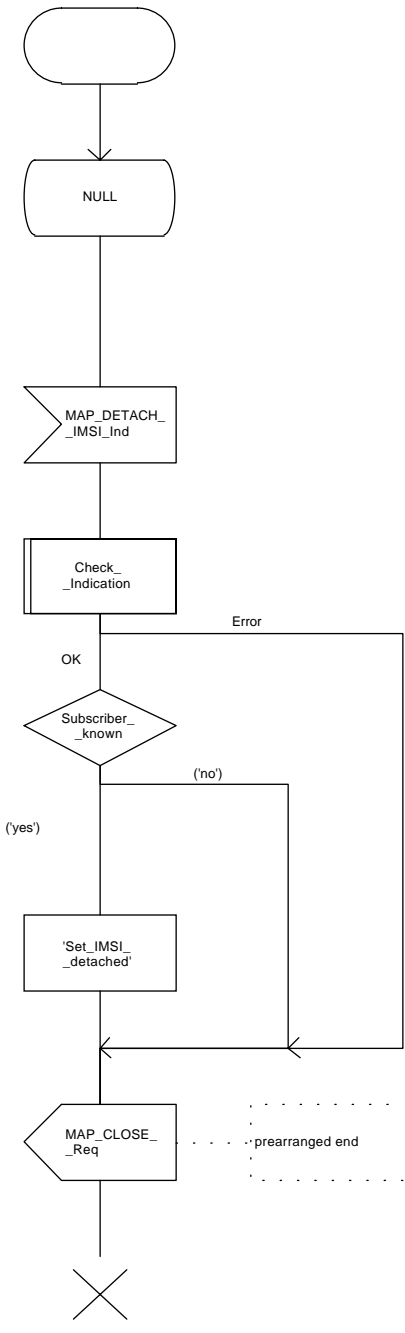 NULL
MAP_DETACH_
_IMSI_Ind
Check_
_Indication
Error
OK
Subscriber_
_known
('no')
('yes')
'Set_IMSI_
_detached'
MAP_CLOSE_
_Req
prearranged end